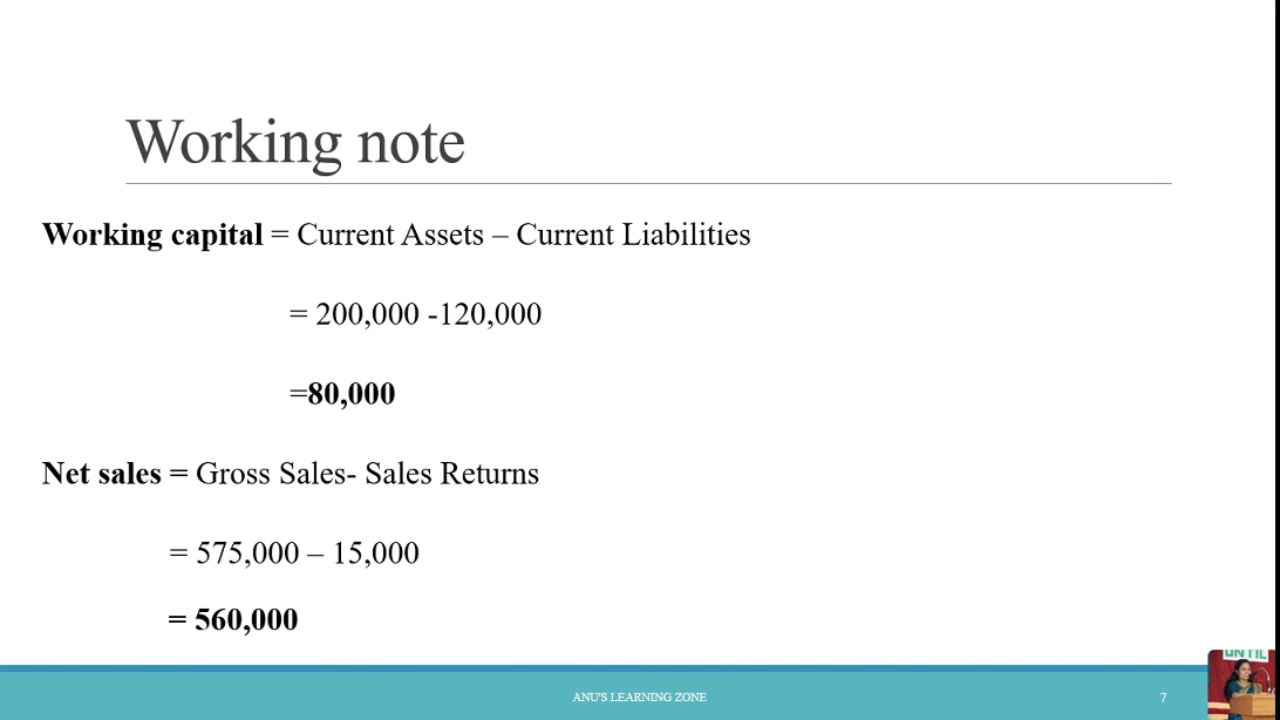 Working note
Working capital = Current Assets – Current Liabilities
= 200,000 -120,000
=80,000
Net sales = Gross Sales- Sales Returns
= 575,000 – 15,000
= 560,000
ANU'S LEARNING ZONE
7
UNTIL